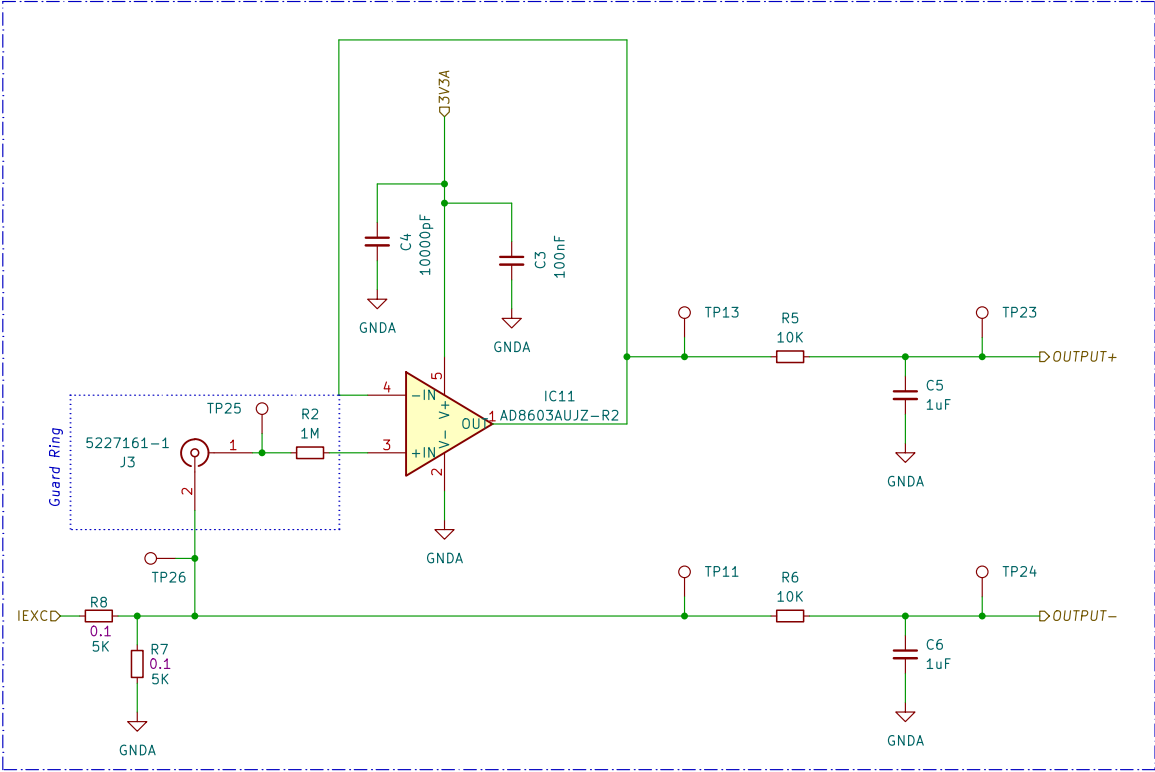 3V3A
C4
10000pF
C3
100nF
GNDA
GNDA
TP13
R5
10K
TP23
OUTPUT+
C5
1uF
GNDA
4
-IN
5
V+
IC11
AD8603AUJZ-R2
OUT
1
3
+IN
V-
2
GNDA
Guard Ring
TP25
R2
1M
5227161-1
J3
1
2
TP26
IEXC
R8
0.1
5K
R7
0.1
5K
GNDA
TP11
R6
10K
TP24
OUTPUT-
C6
1uF
GNDA